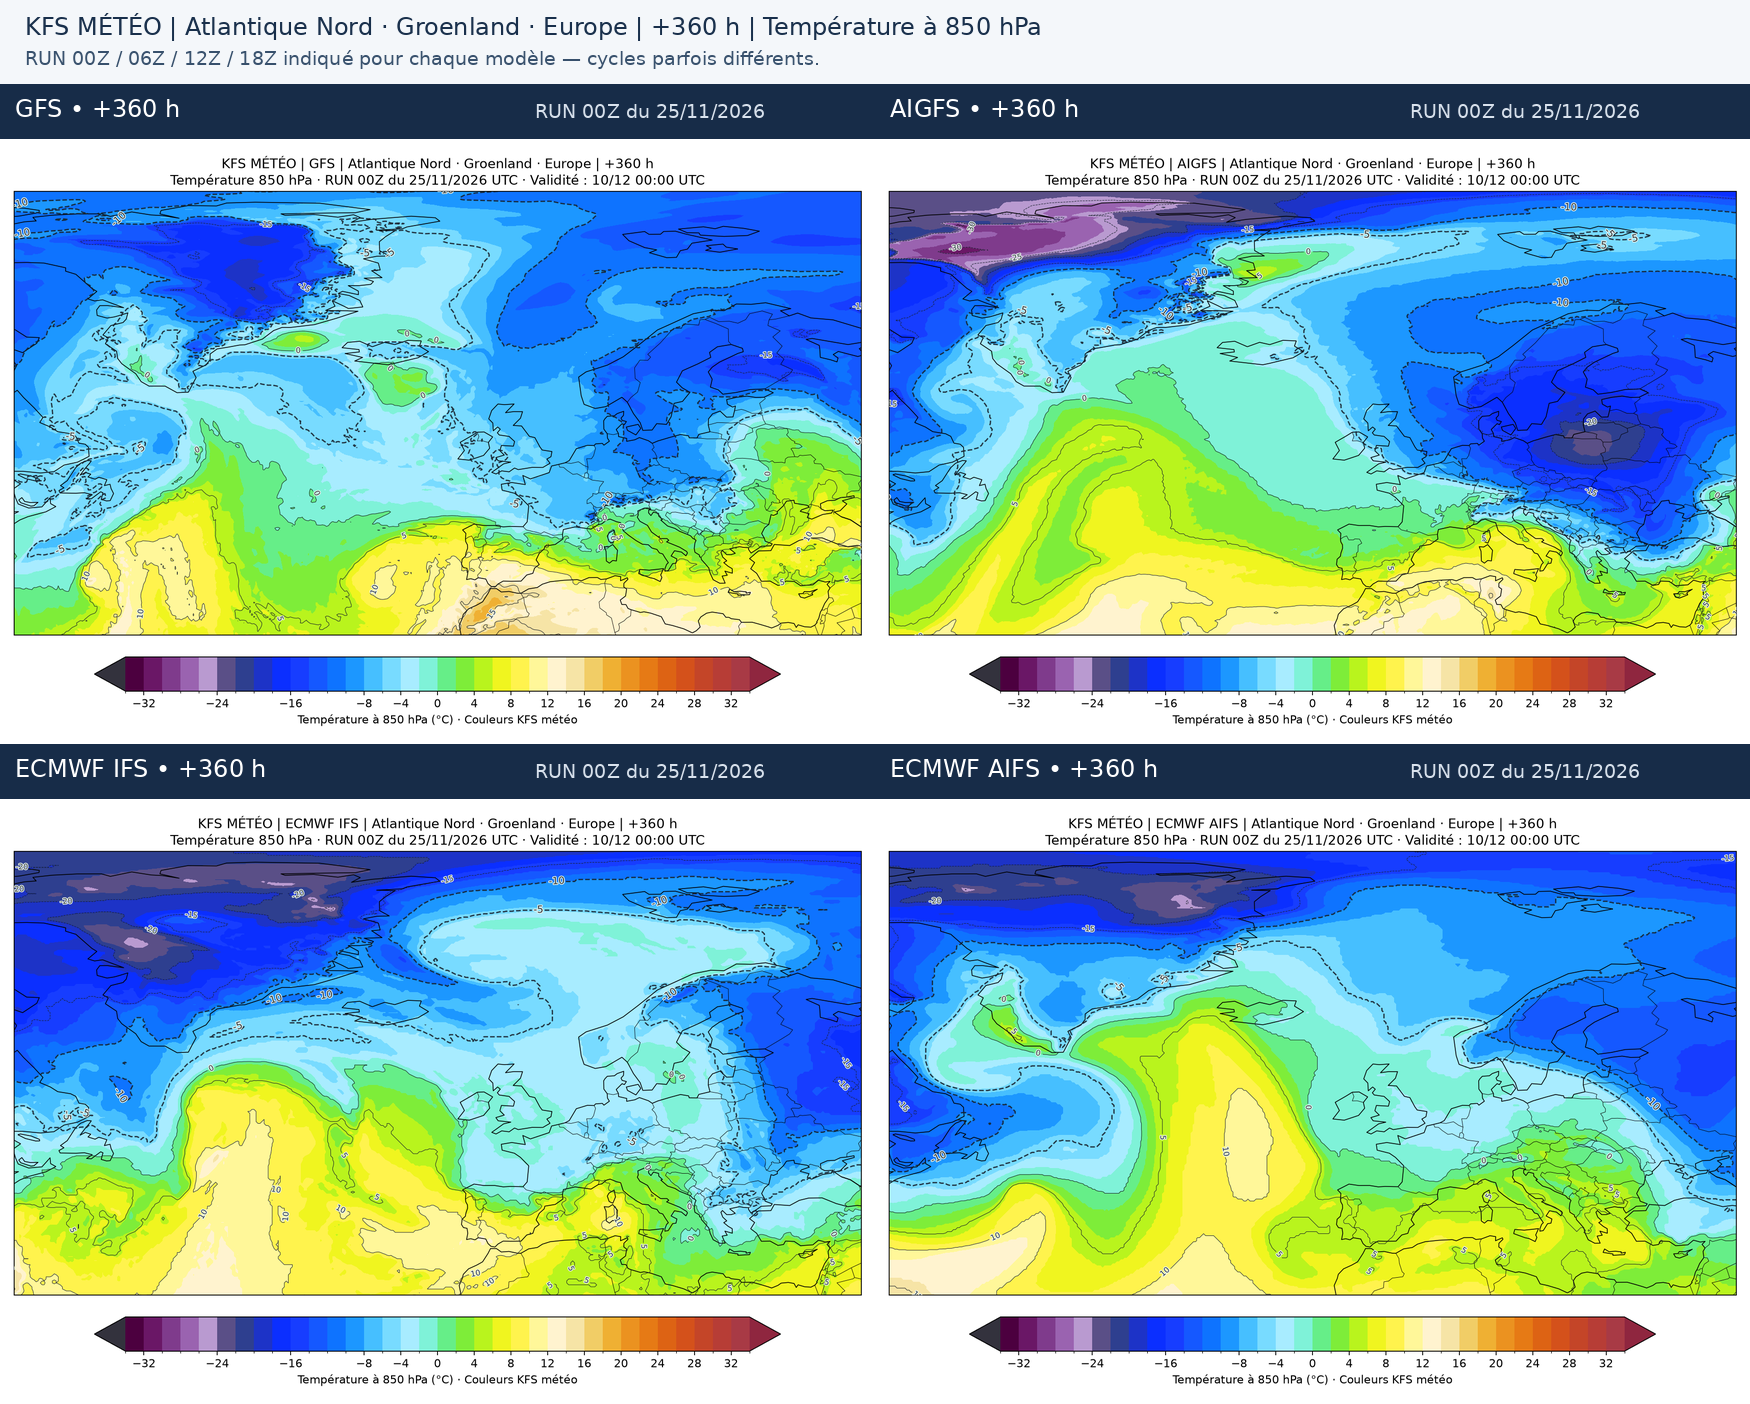 KFS MÉTÉO | Atlantique Nord · Groenland · Europe | +360 h | Température à 850 hPa
RUN 00Z / 06Z / 12Z / 18Z indiqué pour chaque modèle — cycles parfois différents.
GFS • +360 h
RUN 00Z du 25/11/2026
AIGFS • +360 h
RUN 00Z du 25/11/2026
KFS MÉTÉO | GFS | Atlantique Nord · Groenland · Europe | +360 h
Température 850 hPa · RUN 00Z du 25/11/2026 UTC · Validité : 10/12 00:00 UTC
KFS MÉTÉO | AIGFS | Atlantique Nord · Groenland · Europe | +360 h
Température 850 hPa · RUN 00Z du 25/11/2026 UTC · Validité : 10/12 00:00 UTC
−32 −24 −16 −8 −4 0 4 8 12 16 20 24 28 32
Température à 850 hPa (°C) · Couleurs KFS météo
−32 −24 −16 −8 −4 0 4 8 12 16 20 24 28 32
Température à 850 hPa (°C) · Couleurs KFS météo
ECMWF IFS • +360 h
RUN 00Z du 25/11/2026
ECMWF AIFS • +360 h
RUN 00Z du 25/11/2026
KFS MÉTÉO | ECMWF IFS | Atlantique Nord · Groenland · Europe | +360 h
Température 850 hPa · RUN 00Z du 25/11/2026 UTC · Validité : 10/12 00:00 UTC
KFS MÉTÉO | ECMWF AIFS | Atlantique Nord · Groenland · Europe | +360 h
Température 850 hPa · RUN 00Z du 25/11/2026 UTC · Validité : 10/12 00:00 UTC
−32 −24 −16 −8 −4 0 4 8 12 16 20 24 28 32
Température à 850 hPa (°C) · Couleurs KFS météo
−32 −24 −16 −8 −4 0 4 8 12 16 20 24 28 32
Température à 850 hPa (°C) · Couleurs KFS météo